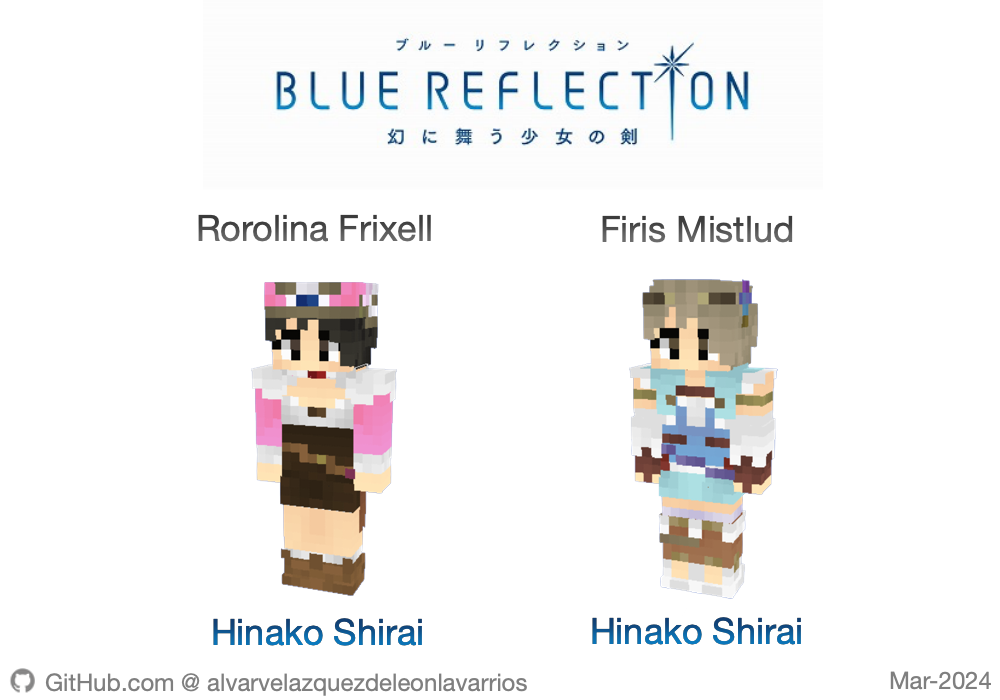 ブルー リフレクション
BLUE REFLECTION
幻に舞う少女の剣
Rorolina Frixell
Firis Mistlud
Hinako Shirai
Hinako Shirai
GitHub.com @ alvarvelazquezdeleonlavarrios
Mar-2024